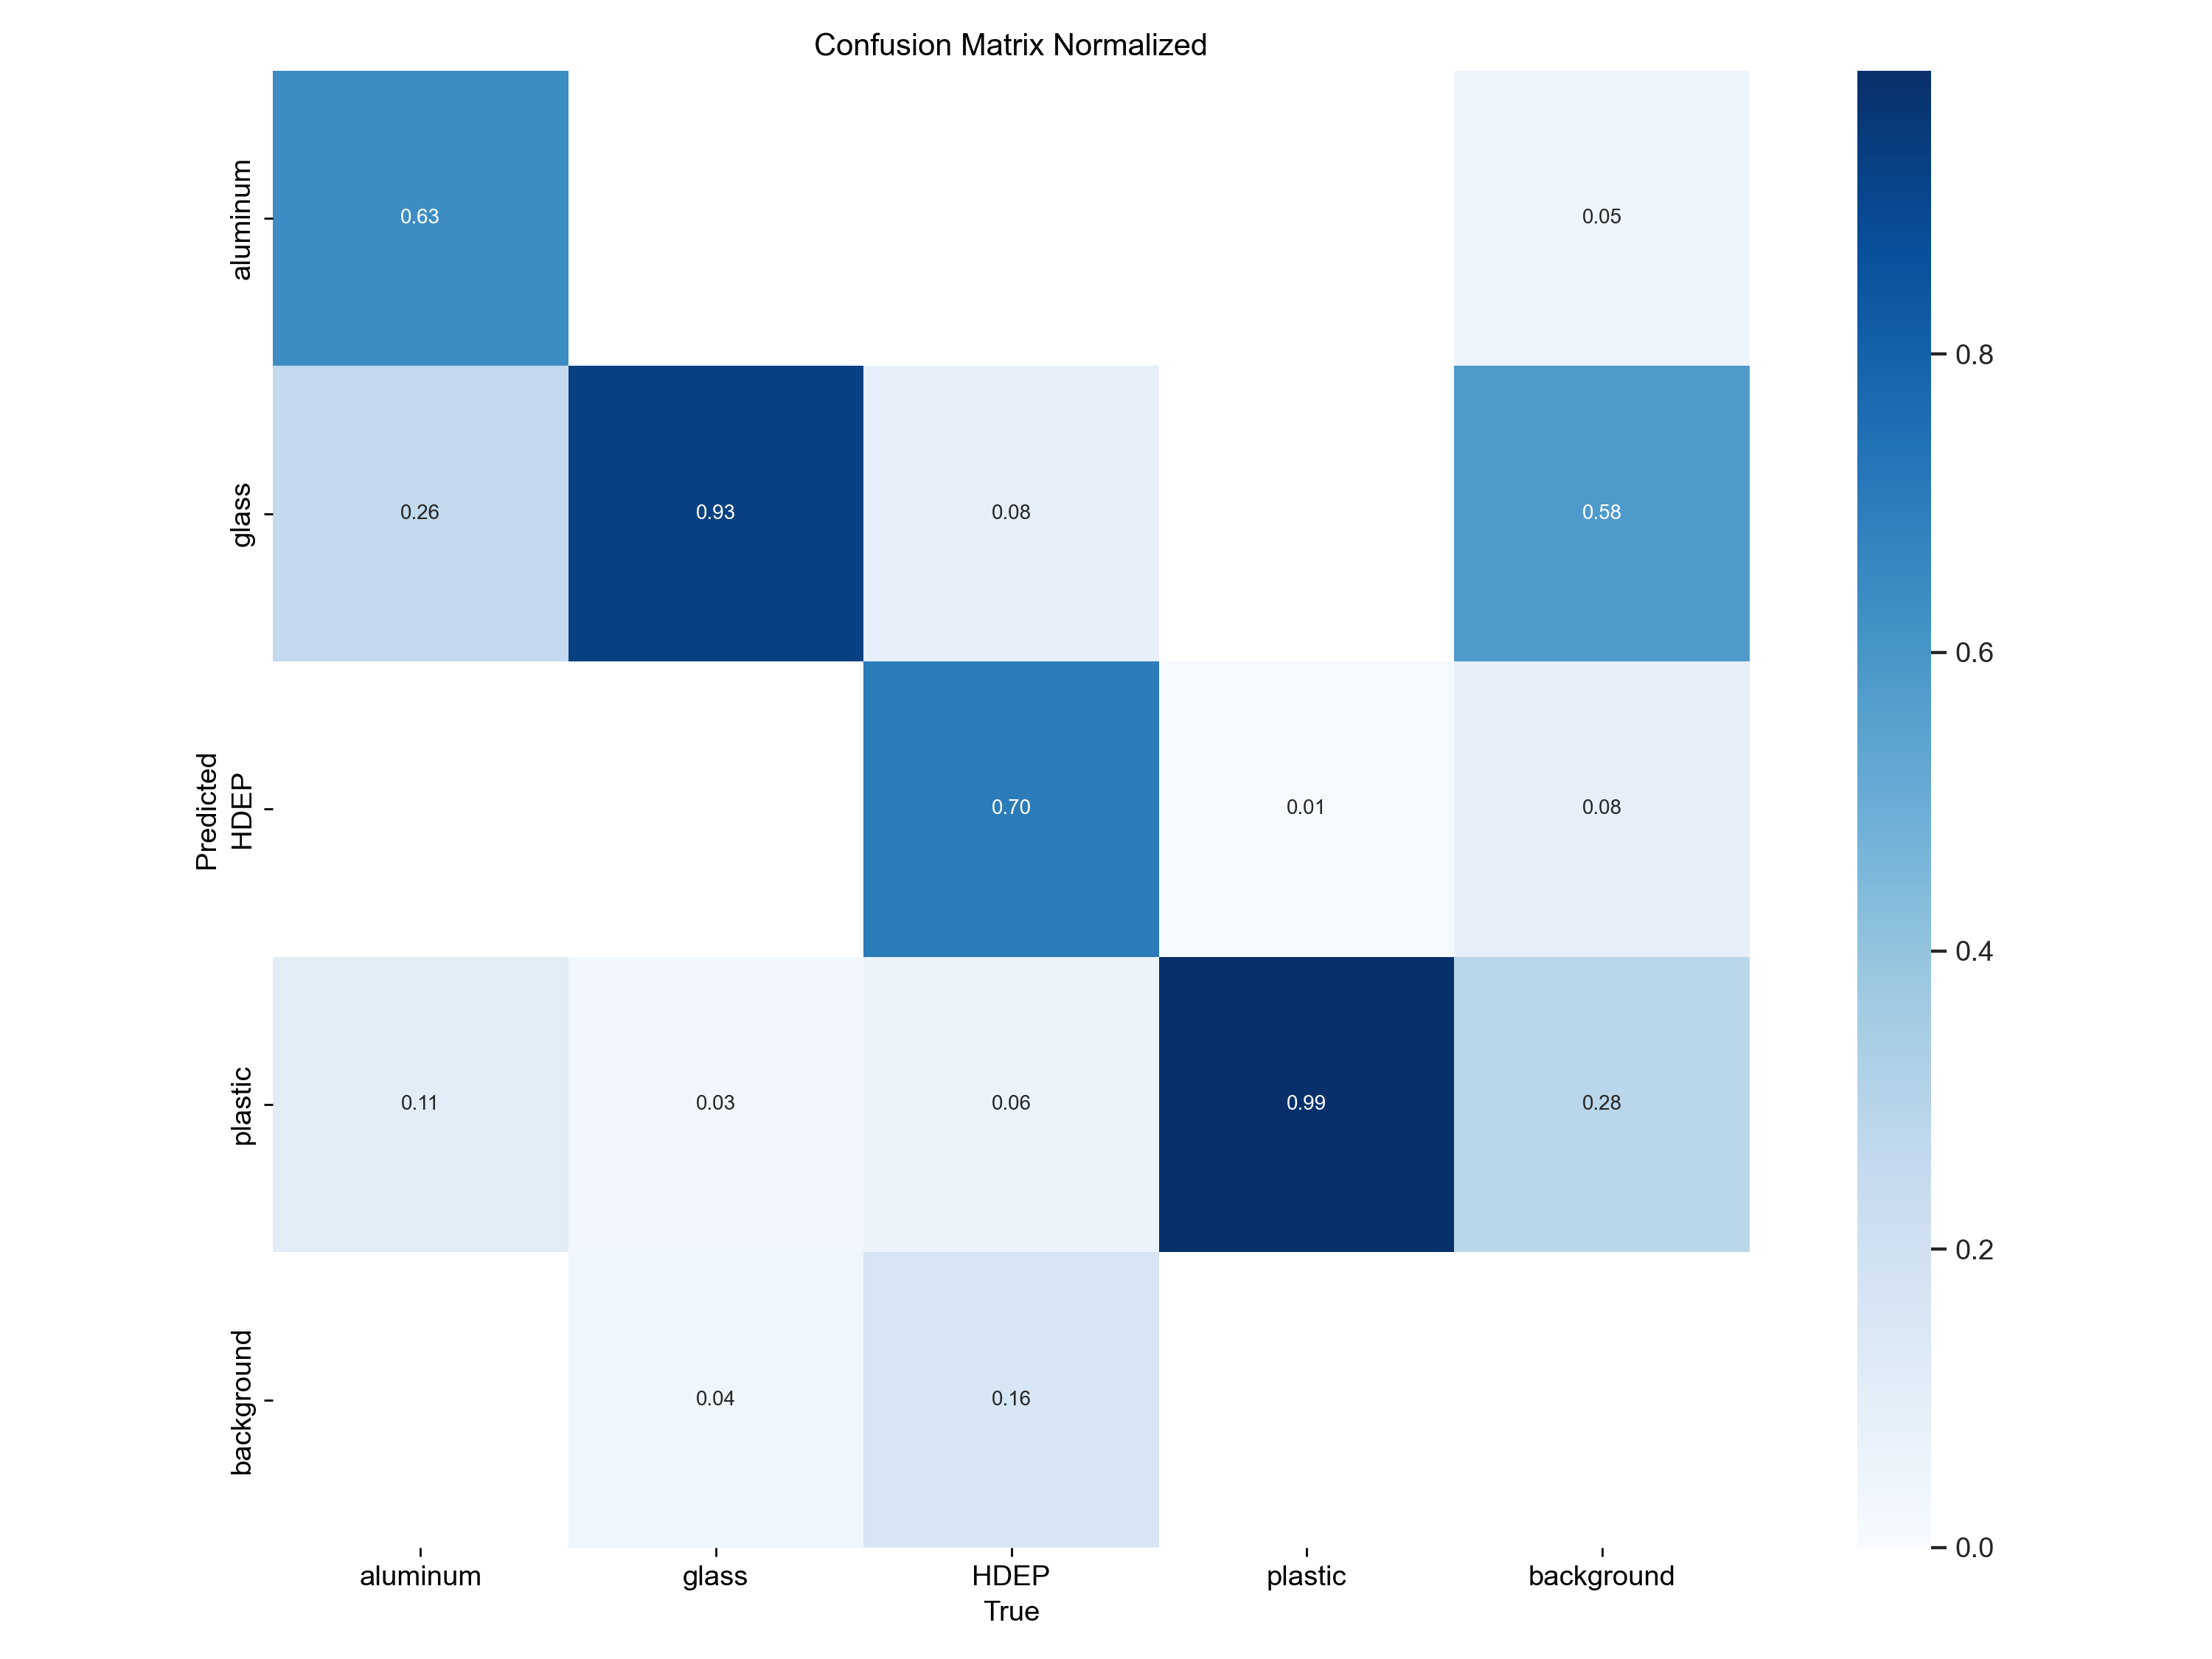 Confusion Matrix Normalized
aluminum
0.63
0.05
glass
0.26 0.93 0.08 0.58
Predicted
HDEP
0.70 0.01 0.08
plastic
0.11 0.03 0.06 0.99 0.28
background
0.04 0.16
aluminum glass HDEP plastic background
True
0.8
0.6
0.4
0.2
0.0